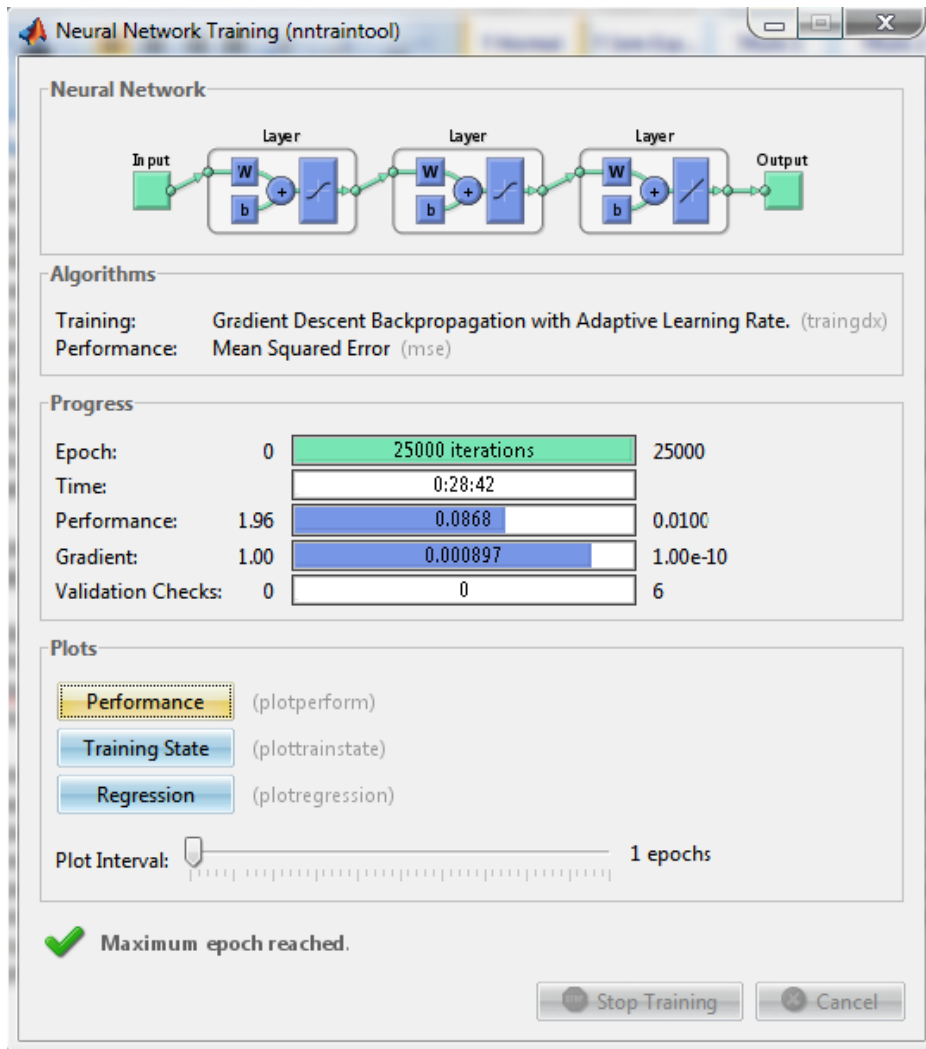 Neural Network Training (nntraintool)
Neural Network
Layer Layer Layer
Input Output
W W W
+ + +
b b b
Algorithms
Training: Gradient Descent Backpropagation with Adaptive Learning Rate. (traingdx)
Performance: Mean Squared Error (mse)
Progress
Epoch: 0 25000 iterations 25000
Time: 0:28:42
Performance: 1.96 0.0868 0.0100
Gradient: 1.00 0.000897 1.00e-10
Validation Checks: 0 0 6
Plots
Performance (plotperform)
Training State (plottrainstate)
Regression (plotregression)
Plot Interval: 1 epochs
Maximum epoch reached.
Stop Training Cancel